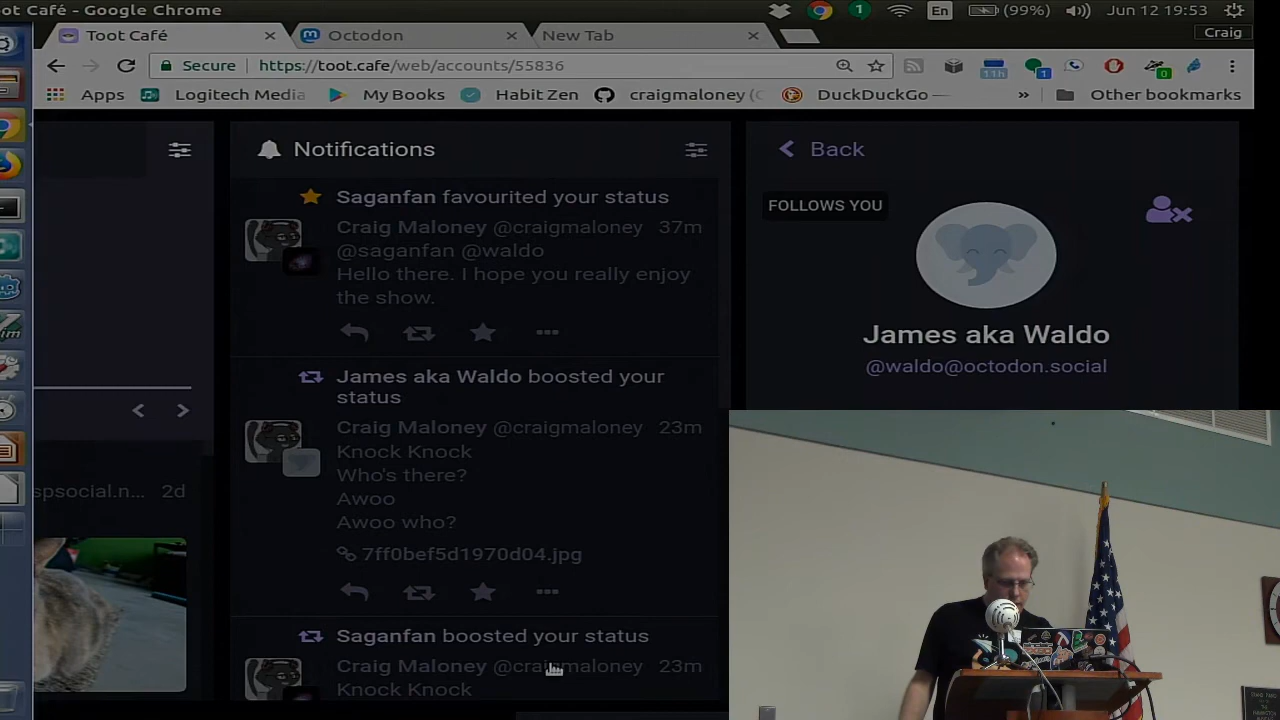 oot Café - Google Chrome
En
(99%)
Jun 12 19:53
Toot Café
Octodon
New Tab
Craig
Secure
https://toot.cafe/web/accounts/55836
11h
1
0
Apps
Logitech Media
My Books
Habit Zen
craigmaloney (
DuckDuckGo —
»
Other bookmarks
Notifications
Back
Saganfan favourited your status
FOLLOWS YOU
Craig Maloney @craigmaloney 37m
@saganfan @waldo
Hello there. I hope you really enjoy
the show.
James aka Waldo
@waldo@octodon.social
James aka Waldo boosted your
status
Craig Maloney @craigmaloney 23m
Knock Knock
Who's there?
Awoo
Awoo who?
7ff0bef5d1970d04.jpg
spsocial.n... 2d
Saganfan boosted your status
Craig Maloney @craigmaloney 23m
Knock Knock